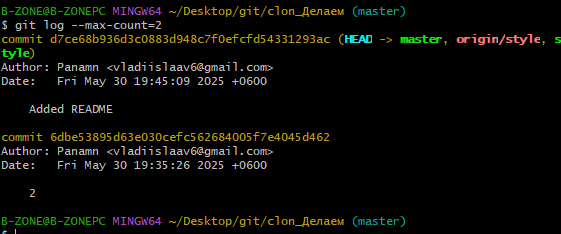 B-ZONE@B-ZONEPC MINGW64 ~/Desktop/git/clon_Делаем (master)
$ git log --max-count=2
commit d7ce68b936d3c0883d948c7f0efcfd54331293ac (HEAD -> master, origin/style, s
tyle)
Author: Panamn <vladiislaav6@gmail.com>
Date:   Fri May 30 19:45:09 2025 +0600

    Added README

commit 6dbe53895d63e030cefc562684005f7e4045d462
Author: Panamn <vladiislaav6@gmail.com>
Date:   Fri May 30 19:35:26 2025 +0600

    2

B-ZONE@B-ZONEPC MINGW64 ~/Desktop/git/clon_Делаем (master)
$